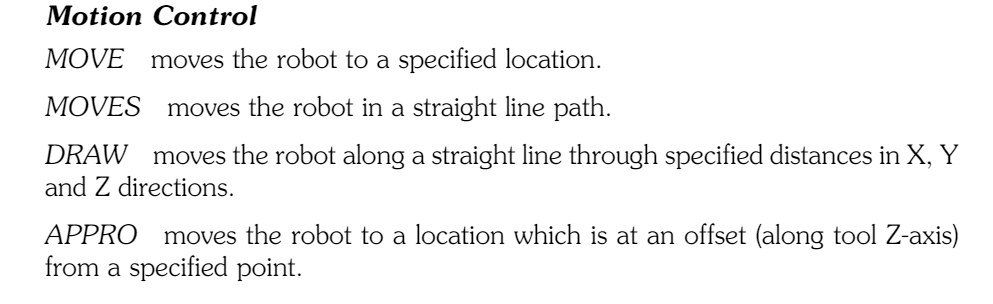 Motion Control
MOVE moves the robot to a specified location.
MOVES moves the robot in a straight line path.
DRAW moves the robot along a straight line through specified distances in X, Y
and Z directions.
APPRO moves the robot to a location which is at an offset (along tool Z-axis)
from a specified point.